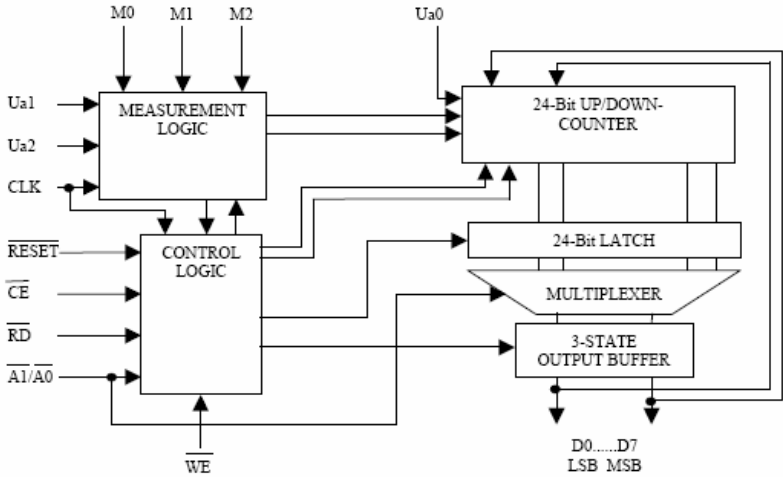 M0 M1 M2 Ua0
Ua1
Ua2
CLK
MEASUREMENT
LOGIC
24-Bit UP/DOWN-
COUNTER
RESET
CE
RD
A1/A0
CONTROL
LOGIC
24-Bit LATCH
MULTIPLEXER
3-STATE
OUTPUT BUFFER
WE
D0......D7
LSB MSB